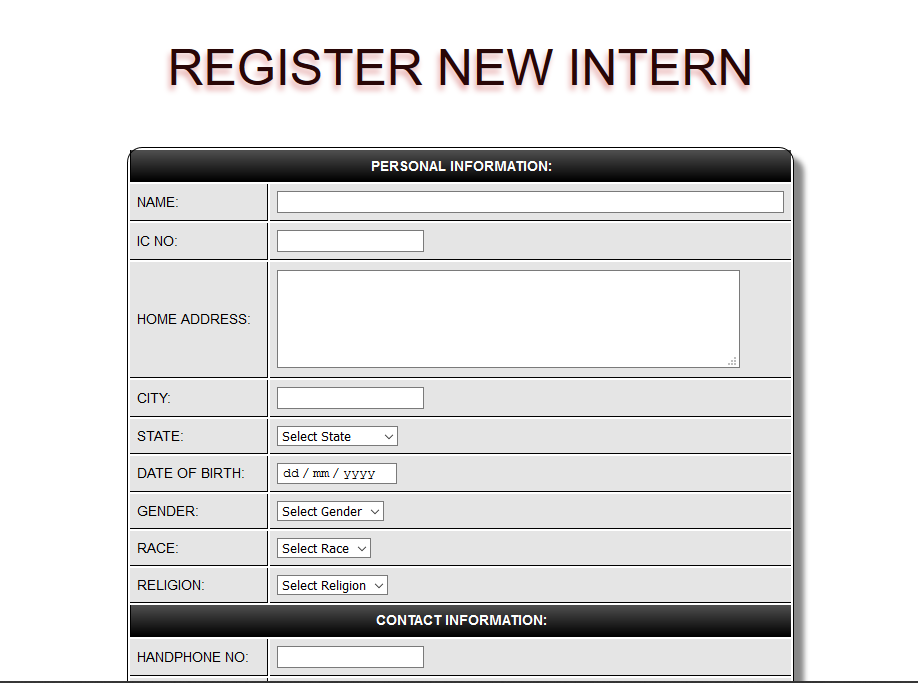 REGISTER NEW INTERN
PERSONAL INFORMATION:
NAME:
IC NO:
HOME ADDRESS:
CITY:
STATE: Select State
DATE OF BIRTH: dd / mm / yyyy
GENDER: Select Gender
RACE: Select Race
RELIGION: Select Religion
CONTACT INFORMATION:
HANDPHONE NO: